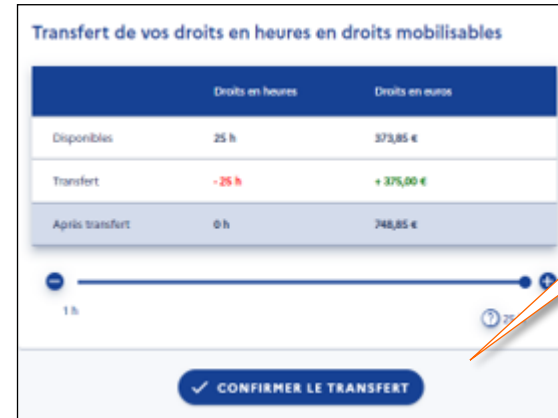 Transfert de vos droits en heures en droits mobilisables
Droits en heures Droits en euros
Disponibles 25 h 373,85 €
Transfert - 25 h + 375,00 €
Après transfert 0 h 748,85 €
1 h
CONFIRMER LE TRANSFERT